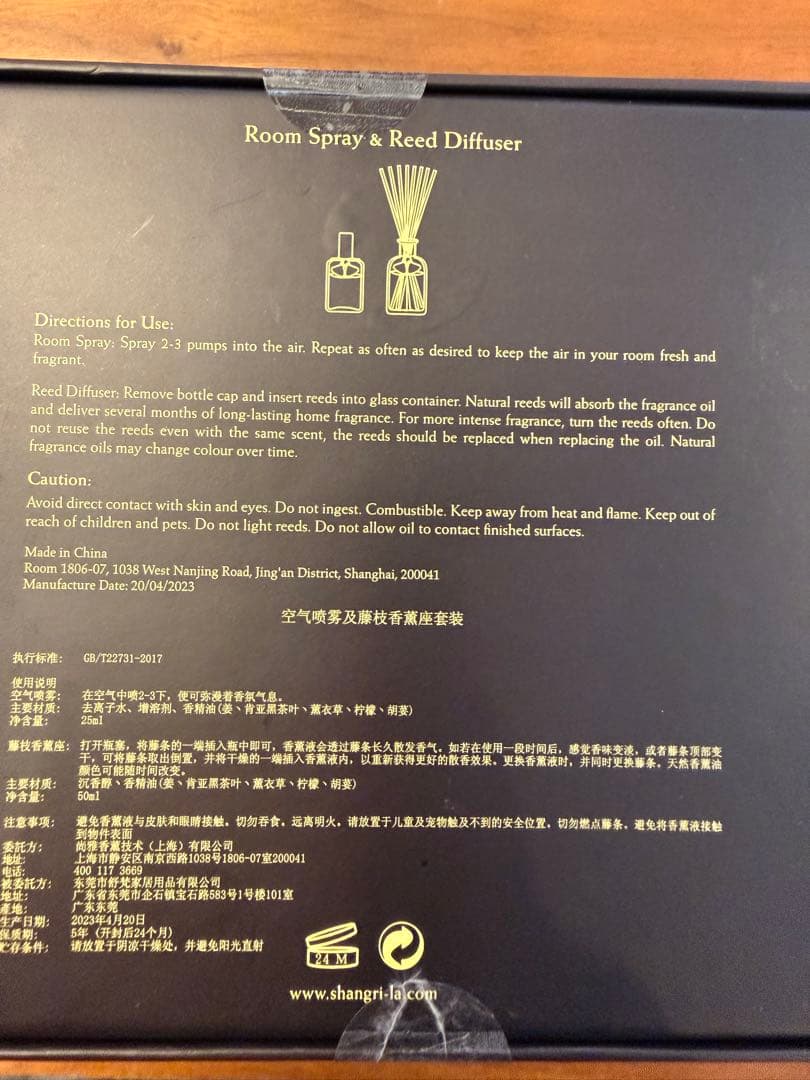 Room Spray & Reed Diffuser
Directions for Use:
Room Spray: Spray 2-3 pumps into the air. Repeat as often as desired to keep the air in your room fresh and
fragrant.
Reed Diffuser: Remove bottle cap and insert reeds into glass container. Natural reeds will absorb the fragrance oil
and deliver several months of long-lasting home fragrance. For more intense fragrance, turn the reeds often. Do
not reuse the reeds even with the same scent, the reeds should be replaced when replacing the oil. Natural
fragrance oils may change colour over time.
Caution:
Avoid direct contact with skin and eyes. Do not ingest. Combustible. Keep away from heat and flame. Keep out of
reach of children and pets. Do not light reeds. Do not allow oil to contact finished surfaces.
Made in China
Room 1806-07, 1038 West Nanjing Road, Jing'an District, Shanghai, 200041
Manufacture Date: 20/04/2023
空气喷雾及藤枝香薰座套装
执行标准： GB/T22731-2017
使用说明
空气喷雾： 在空气中喷2-3下，便可弥漫着香氛气息。
主要材质： 去离子水、增溶剂、香精油(姜、肯亚黑茶叶、薰衣草、柠檬、胡荽)
净含量： 25ml
藤枝香薰座： 打开瓶塞，将藤条的一端插入瓶中即可，香薰液会透过藤条长久散发香气。如若在使用一段时间后，感觉香味变淡，或者藤条顶部变
干，可将藤条取出倒置，并将干燥的一端插入香薰液内，以重新获得更好的散香效果。更换香薰液时，并同时更换藤条。天然香薰油
颜色可能随时间改变。
主要材质： 沉香醇、香精油(姜、肯亚黑茶叶、薰衣草、柠檬、胡荽)
净含量： 50ml
注意事项： 避免香薰液与皮肤和眼睛接触。切勿吞食。远离明火，请放置于儿童及宠物触及不到的安全位置，切勿燃点藤条。避免将香薰液接触
到物件表面
委托方： 尚雅香薰技术（上海）有限公司
地址： 上海市静安区南京西路1038号1806-07室200041
电话： 400 117 3669
被委托方： 东莞市舒梵家居用品有限公司
地址： 广东省东莞市企石镇宝石路583号1号楼101室
產地： 广东东莞
生产日期： 2023年4月20日
保质期： 5年（开封后24个月）
贮存条件： 请放置于阴凉干燥处，并避免阳光直射
24 M
www.shangri-la.com